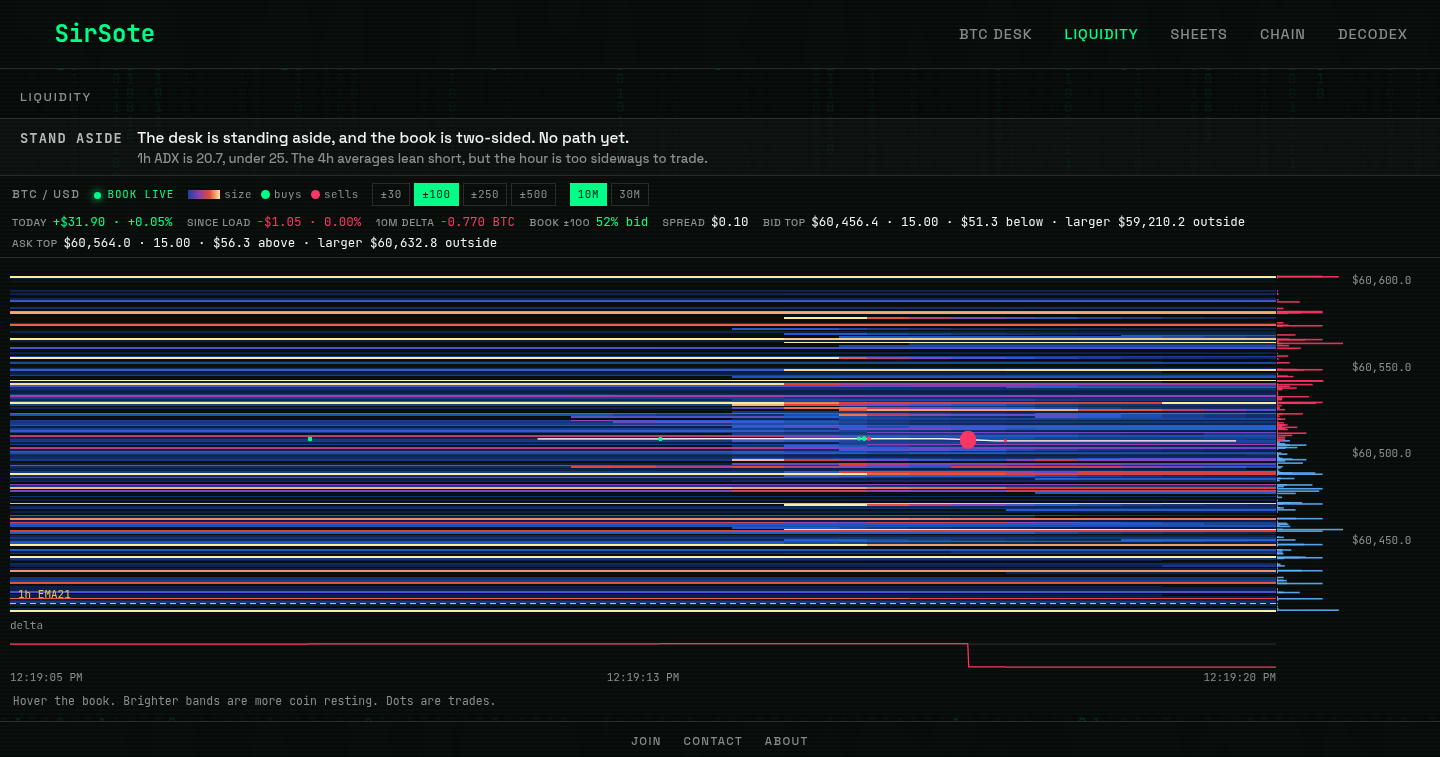 SirSote
BTC DESK LIQUIDITY SHEETS CHAIN DECODEX
LIQUIDITY
STAND ASIDE The desk is standing aside, and the book is two-sided. No path yet.
1h ADX is 20.7, under 25. The 4h averages lean short, but the hour is too sideways to trade.
BTC / USD BOOK LIVE size buys sells ±30 ±100 ±250 ±500 10M 30M
TODAY +$31.90 · +0.05% SINCE LOAD -$1.05 · 0.00% 10M DELTA -0.770 BTC BOOK ±100 52% bid SPREAD $0.10 BID TOP $60,456.4 · 15.00 · $51.3 below · larger $59,210.2 outside
ASK TOP $60,564.0 · 15.00 · $56.3 above · larger $60,632.8 outside
$60,600.0
$60,550.0
$60,500.0
$60,450.0
1h EMA21
delta
12:19:05 PM 12:19:13 PM 12:19:20 PM
Hover the book. Brighter bands are more coin resting. Dots are trades.
JOIN CONTACT ABOUT